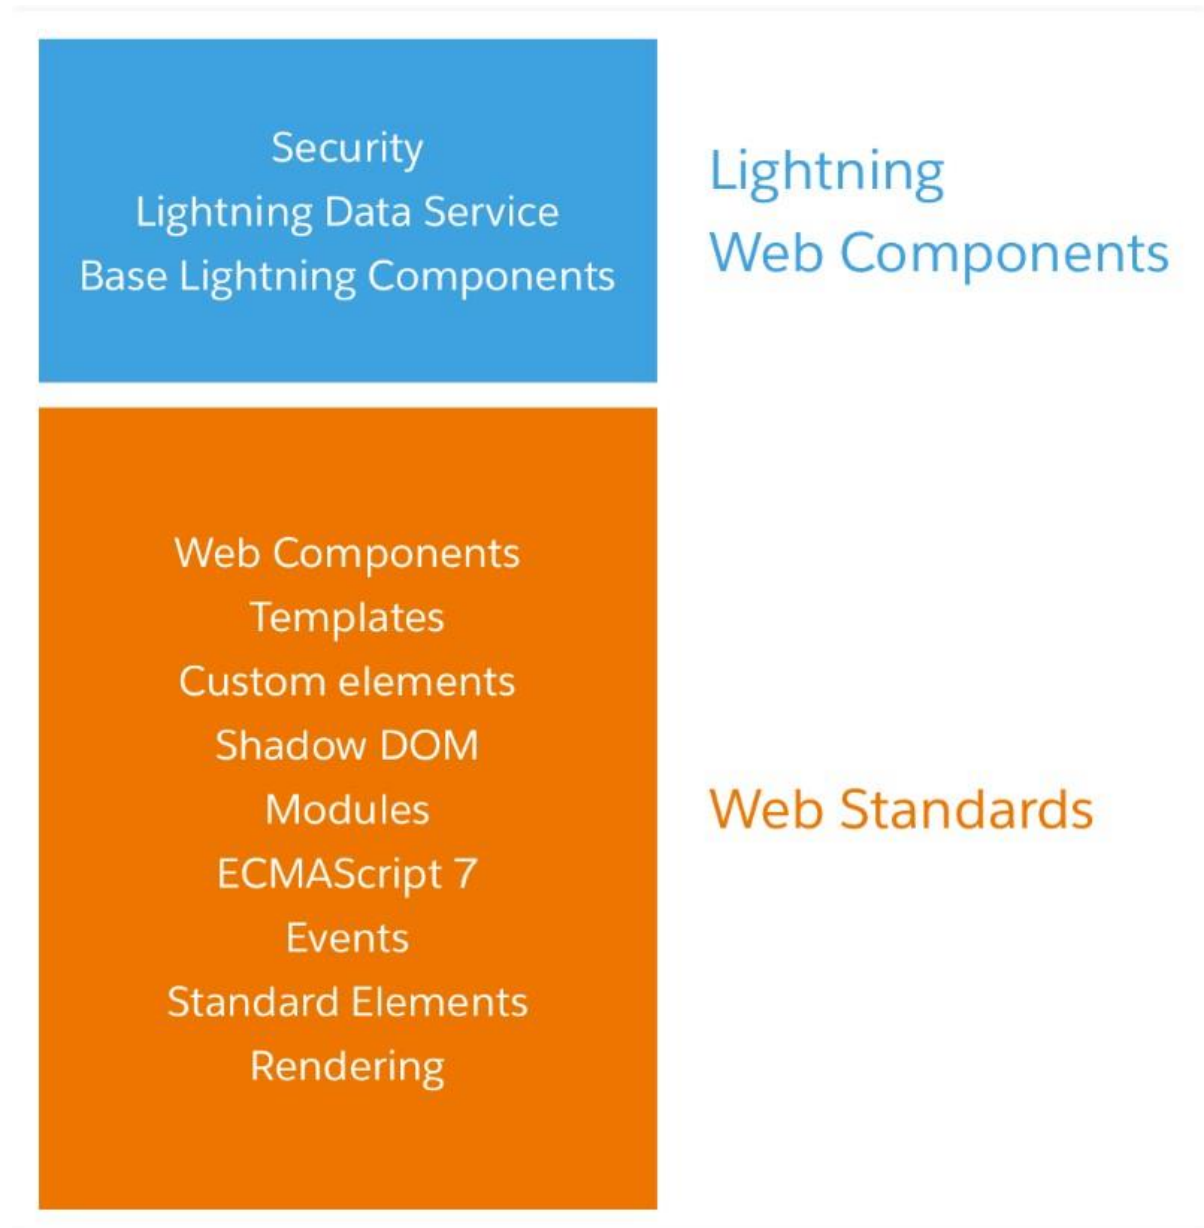 Security
Lightning Data Service
Base Lightning Components
Lightning
Web Components
Web Components
Templates
Custom elements
Shadow DOM
Modules
ECMAScript 7
Events
Standard Elements
Rendering
Web Standards